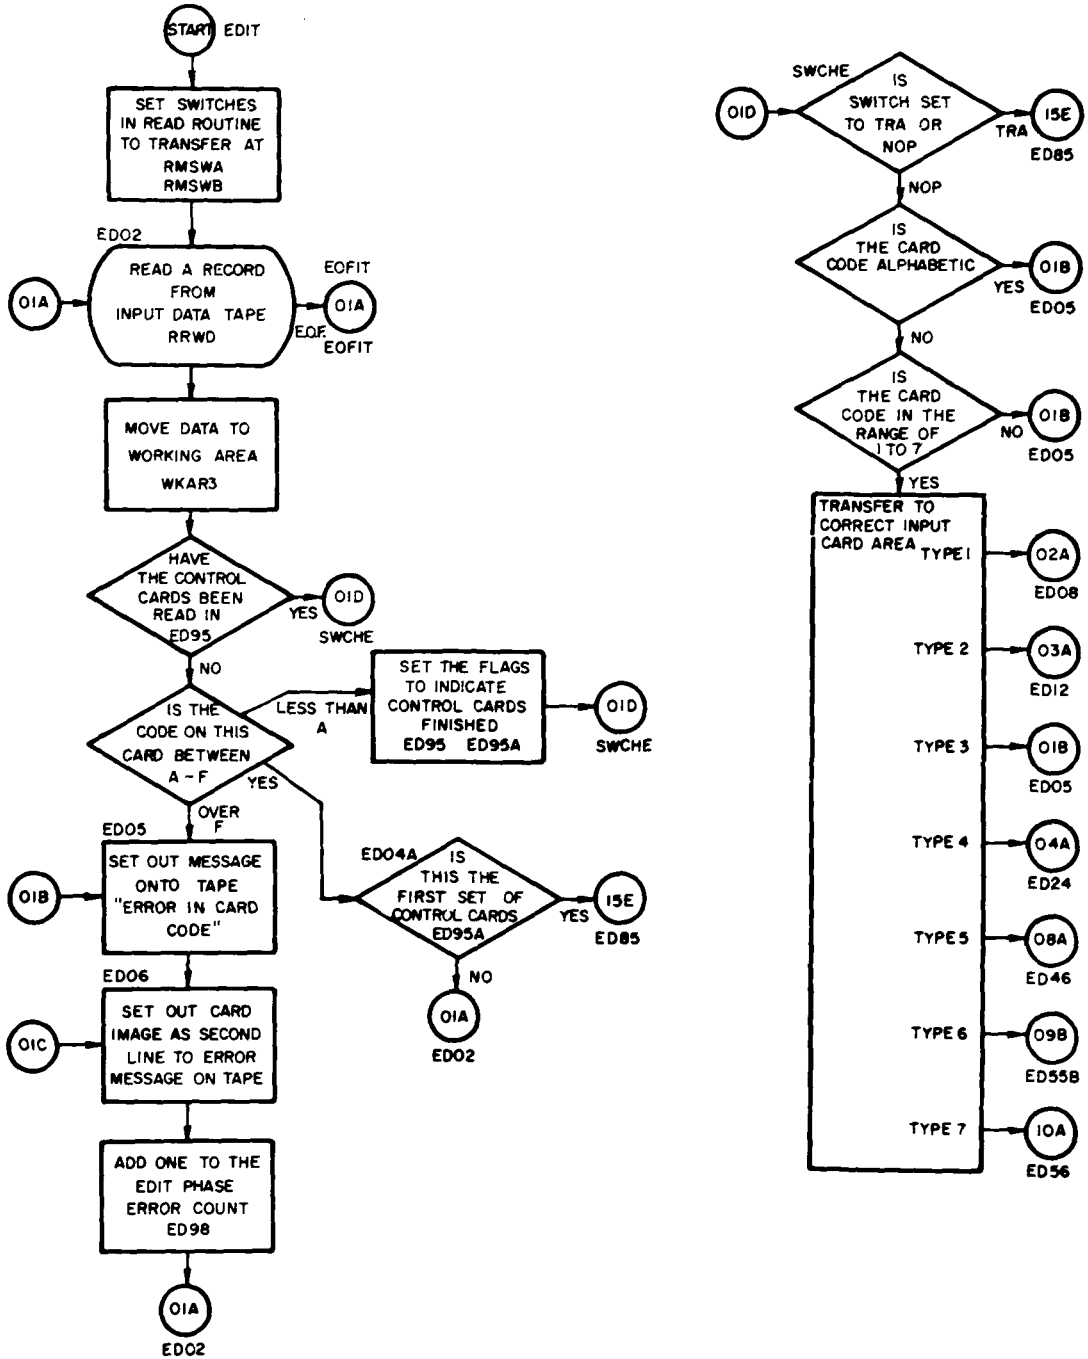 START EDIT
SET SWITCHES
IN READ ROUTINE
TO TRANSFER AT
RMSWA
RMSWB
ED02
01A
READ A RECORD
FROM
INPUT DATA TAPE
RRWD
EOFIT
01A
E.O.F.
EOFIT
MOVE DATA TO
WORKING AREA
WKAR3
HAVE
THE CONTROL
CARDS BEEN
READ IN
ED95
YES
01D
SWCHE
NO
IS THE
CODE ON THIS
CARD BETWEEN
A-F
LESS THAN
A
SET THE FLAGS
TO INDICATE
CONTROL CARDS
FINISHED
ED95 ED95A
01D
SWCHE
YES
OVER
F
ED04A
IS
THIS THE
FIRST SET OF
CONTROL CARDS
ED95A
YES
15E
ED85
NO
01A
ED02
ED05
01B
SET OUT MESSAGE
ONTO TAPE
"ERROR IN CARD
CODE"
ED06
01C
SET OUT CARD
IMAGE AS SECOND
LINE TO ERROR
MESSAGE ON TAPE
ADD ONE TO THE
EDIT PHASE
ERROR COUNT
ED98
01A
ED02
SWCHE
01D
IS
SWITCH SET
TO TRA OR
NOP
TRA
15E
ED85
NOP
IS
THE CARD
CODE ALPHABETIC
YES
01B
ED05
NO
IS
THE CARD
CODE IN THE
RANGE OF
1 TO 7
NO
01B
ED05
YES
TRANSFER TO
CORRECT INPUT
CARD AREA
TYPE 1
02A
ED08
TYPE 2
03A
ED12
TYPE 3
01B
ED05
TYPE 4
04A
ED24
TYPE 5
08A
ED46
TYPE 6
09B
ED55B
TYPE 7
10A
ED56